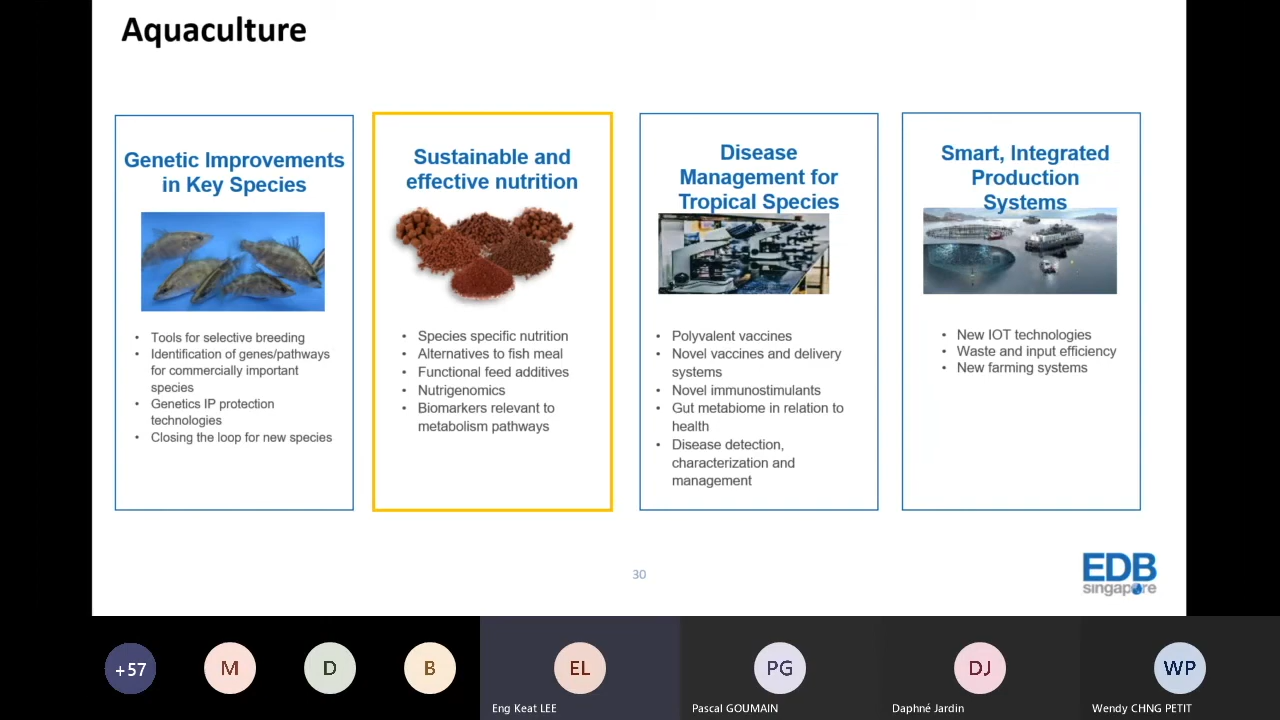 Aquaculture
Genetic Improvements
in Key Species
• Tools for selective breeding
• Identification of genes/pathways
for commercially important
species
• Genetics IP protection
technologies
• Closing the loop for new species
Sustainable and
effective nutrition
• Species specific nutrition
• Alternatives to fish meal
• Functional feed additives
• Nutrigenomics
• Biomarkers relevant to
metabolism pathways
Disease
Management for
Tropical Species
• Polyvalent vaccines
• Novel vaccines and delivery
systems
• Novel immunostimulants
• Gut metabiome in relation to
health
• Disease detection,
characterization and
management
Smart, Integrated
Production
Systems
• New IOT technologies
• Waste and input efficiency
• New farming systems
30
EDB
singapore
+57
M
D
B
EL
Eng Keat LEE
PG
Pascal GOUMAIN
DJ
Daphné Jardin
WP
Wendy CHNG PETIT